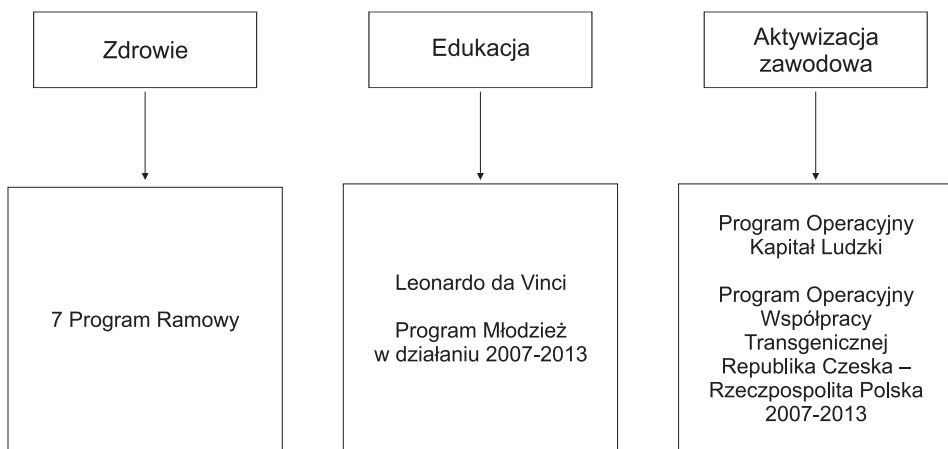 Zdrowie
Edukacja
Aktywizacja
zawodowa
7 Program Ramowy
Leonardo da Vinci
Program Młodzież
w działaniu 2007-2013
Program Operacyjny
Kapitał Ludzki
Program Operacyjny
Współpracy
Transgenicznej
Republika Czeska –
Rzeczpospolita Polska
2007-2013